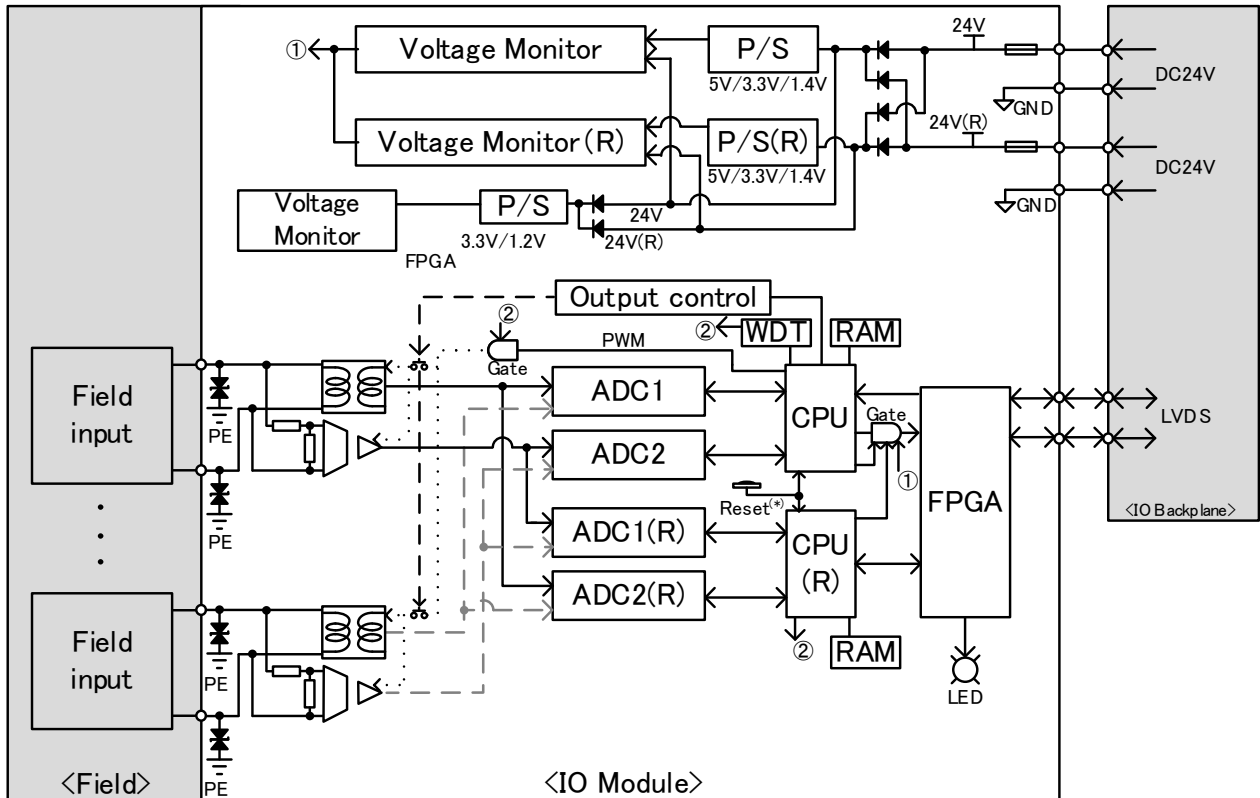 ① Voltage Monitor P/S 24V
5V/3.3V/1.4V DC24V
GND
Voltage Monitor(R) P/S(R) 24V(R)
5V/3.3V/1.4V DC24V
GND
Voltage
Monitor
P/S 24V
3.3V/1.2V 24V(R)
FPGA
Output control
② ② WDT RAM
PWM
Gate
Field
input
ADC1
CPU
Gate
LVDS
PE
ADC2
①
FPGA
<IO Backplane>
Reset(*)
PE
ADC1(R)
CPU
(R)
ADC2(R)
Field
input
②
RAM
PE
LED
PE
<Field> <IO Module>